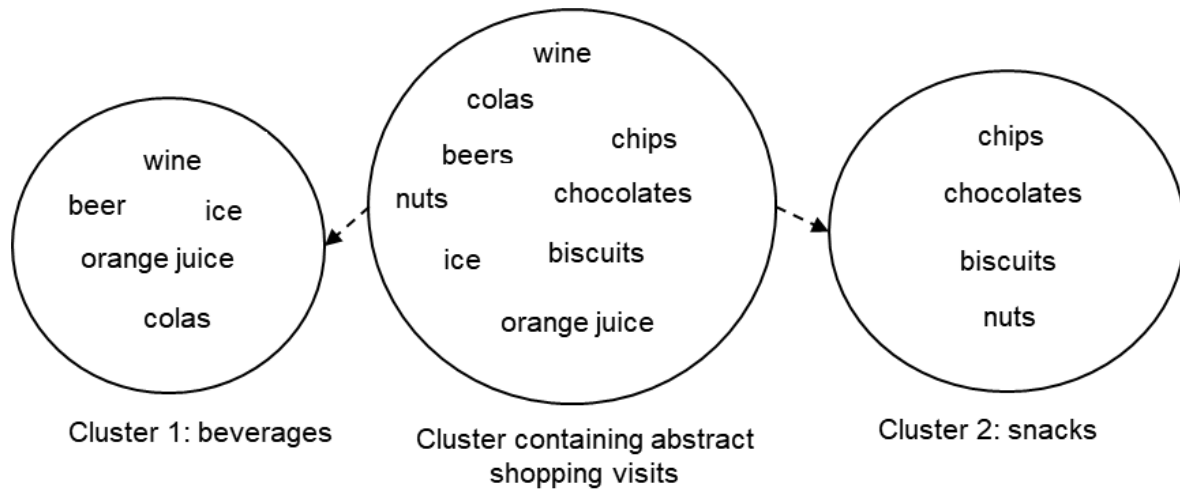 wine
beer
ice
orange juice
colas
Cluster 1: beverages
wine
colas
beers
chips
nuts
chocolates
ice
biscuits
orange juice
Cluster containing abstract
shopping visits
chips
chocolates
biscuits
nuts
Cluster 2: snacks